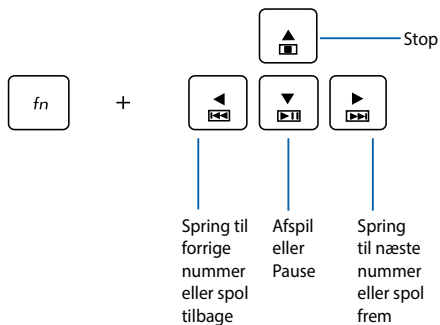 Stop
fn
+
Spring til
forrige
nummer
eller spol
tilbage
Afspil
eller
Pause
Spring
til næste
nummer
eller spol
frem